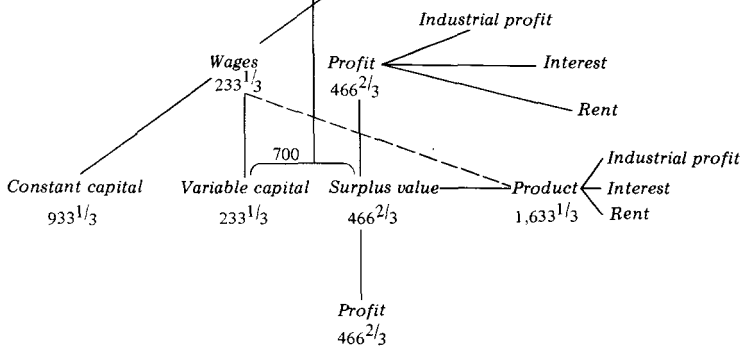 Industrial profit
Wages Profit Interest
233 1/3 466 2/3
Rent
700 Industrial profit
Constant capital Variable capital Surplus value Product Interest
933 1/3 233 1/3 466 2/3 1,633 1/3 Rent
Profit
466 2/3